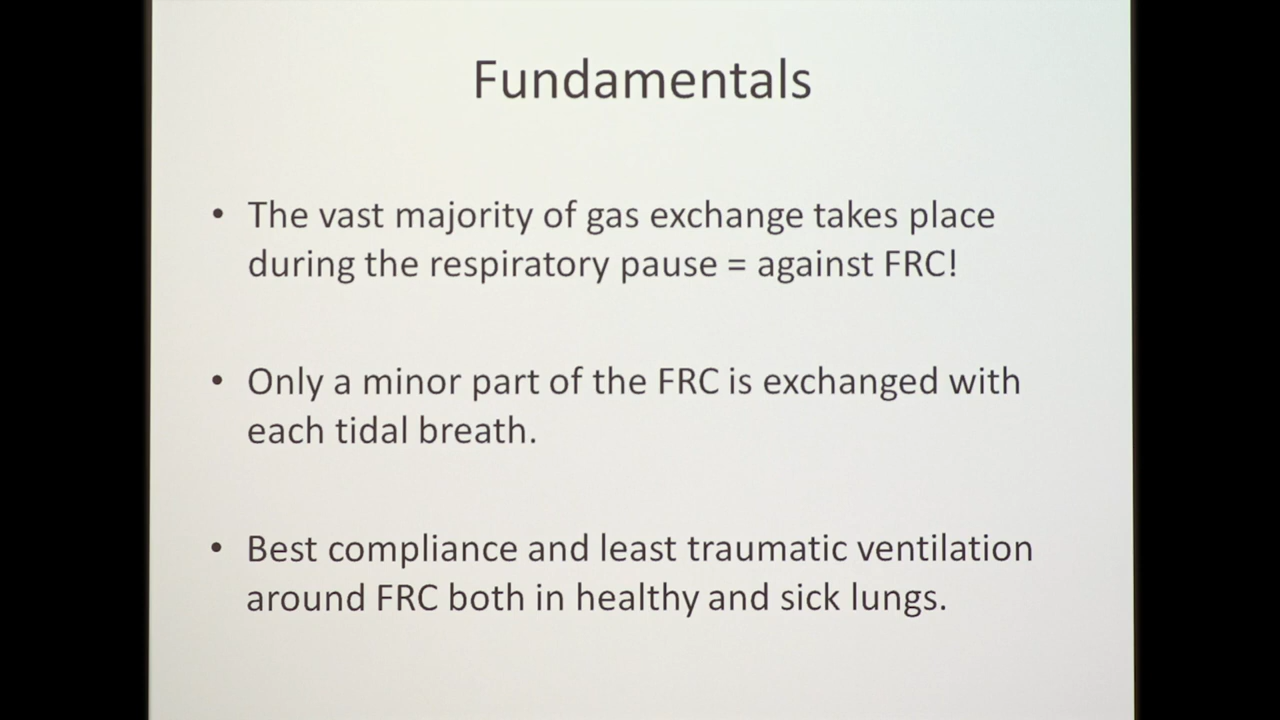 Fundamentals
• The vast majority of gas exchange takes place
during the respiratory pause = against FRC!
• Only a minor part of the FRC is exchanged with
each tidal breath.
• Best compliance and least traumatic ventilation
around FRC both in healthy and sick lungs.